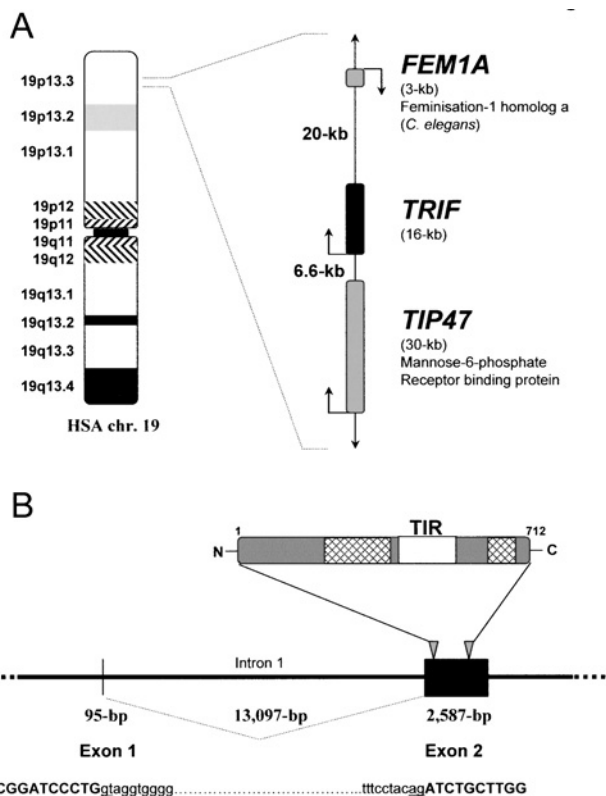 A
19p13.3
19p13.2
19p13.1
19p12
19p11
19q11
19q12
19q13.1
19q13.2
19q13.3
19q13.4
HSA chr. 19
20-kb
6.6-kb
FEM1A
(3-kb)
Feminisation-1 homolog a
(C. elegans)
TRIF
(16-kb)
TIP47
(30-kb)
Mannose-6-phosphate
Receptor binding protein
B
1 TIR 712
N C
Intron 1
95-bp 13,097-bp 2,587-bp
Exon 1 Exon 2
CGGATCCCTGgtaggtgggg.................................................tttcctacagATCTGCTTGG